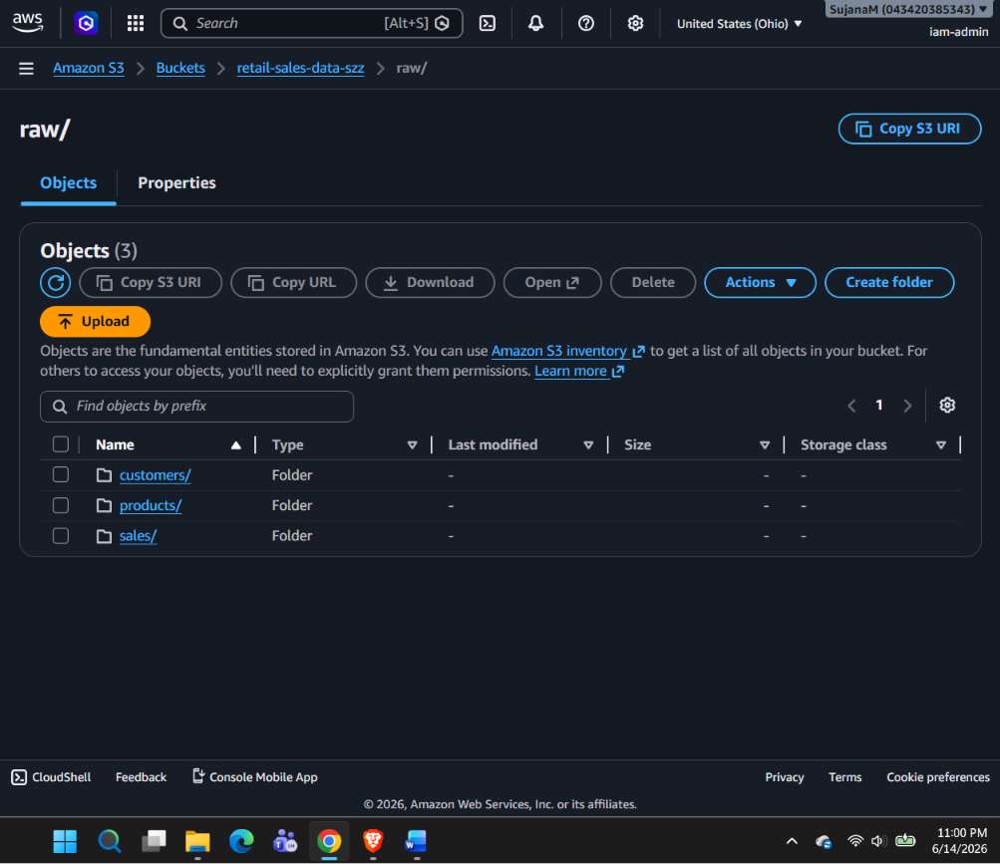 aws
Search [Alt+S] United States (Ohio) SujanaM (043420385343)
iam-admin
Amazon S3 Buckets retail-sales-data-szz raw/
raw/
Copy S3 URI
Objects Properties
Objects (3)
Copy S3 URI Copy URL Download Open Delete Actions Create folder
Upload
Objects are the fundamental entities stored in Amazon S3. You can use Amazon S3 inventory to get a list of all objects in your bucket. For
others to access your objects, you'll need to explicitly grant them permissions. Learn more
Find objects by prefix 1
Name Type Last modified Size Storage class
customers/ Folder - - -
products/ Folder - - -
sales/ Folder - - -
CloudShell Feedback Console Mobile App Privacy Terms Cookie preferences
© 2026, Amazon Web Services, Inc. or its affiliates.
11:00 PM
6/14/2026